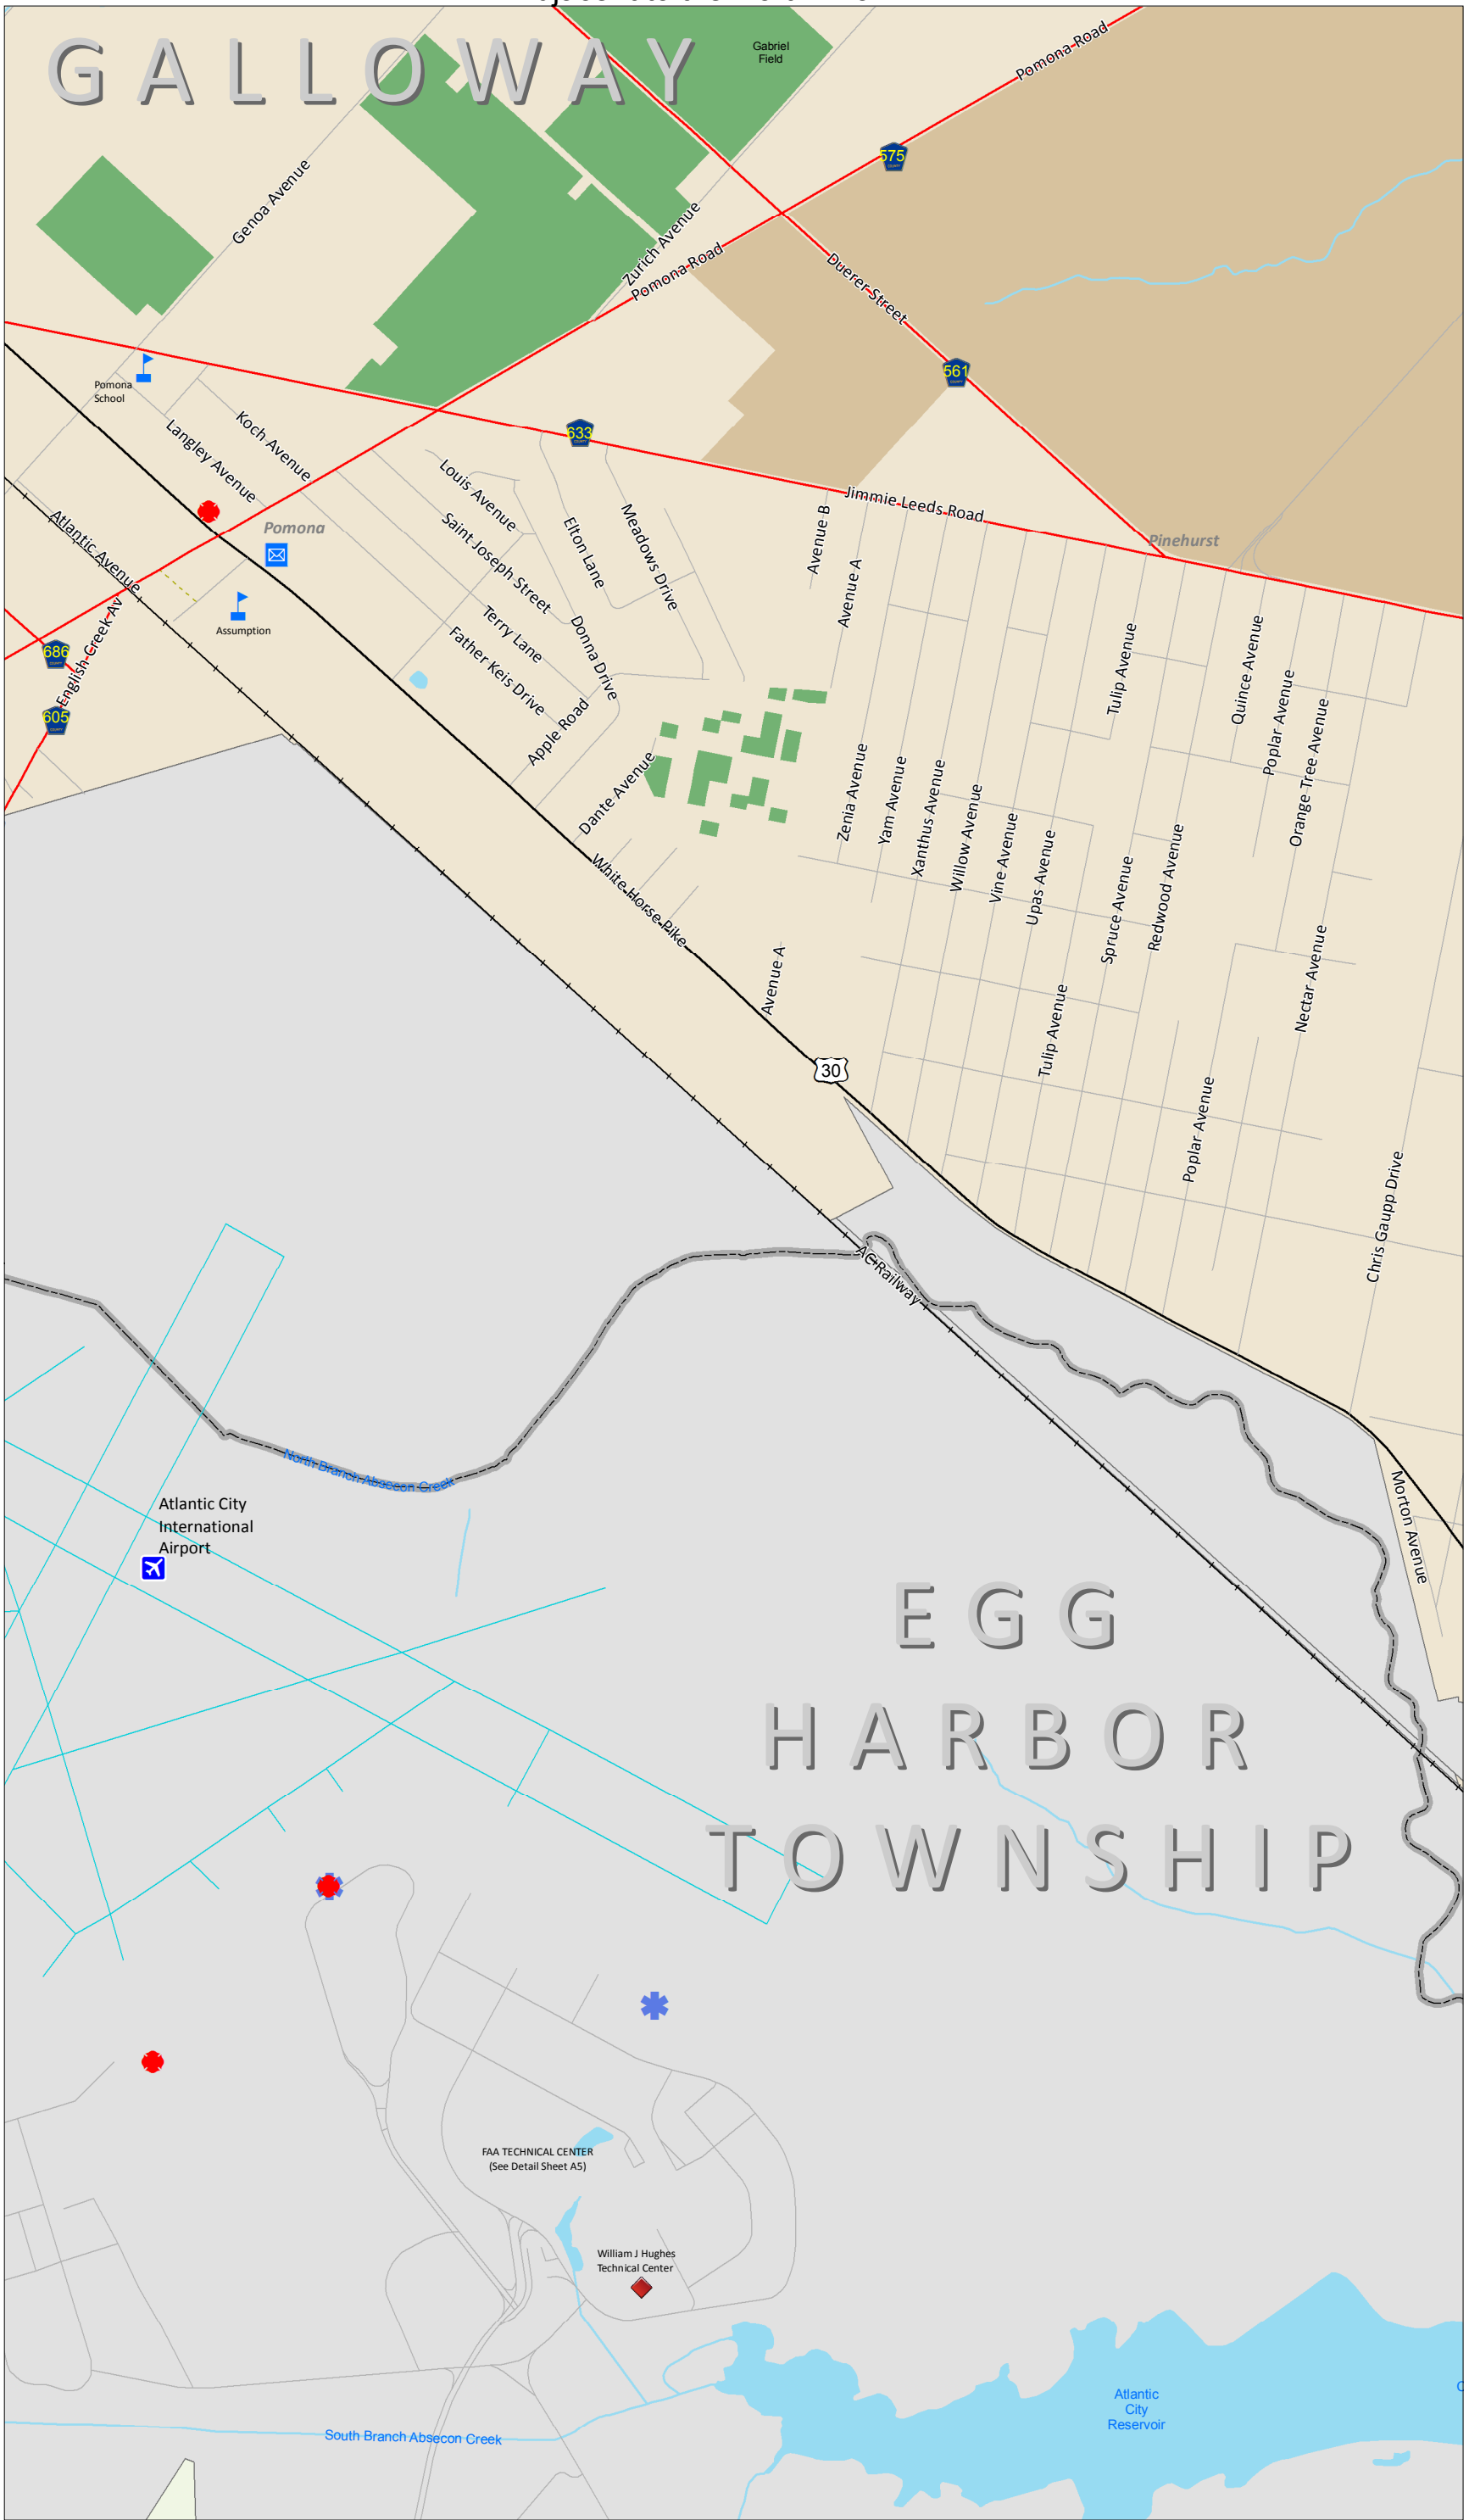 GALLOWAY
Gabriel
Field
Pomona Road
575
Genoa Avenue
Zurich Avenue
Pomona Road
Duerer Street
561
Pomona
School
633
Koch Avenue
Langley Avenue
Louis Avenue
Jimmie Leeds Road
Saint Joseph Street
Elton Lane
Meadows Drive
Avenue B
Avenue A
Pomona
Pinehurst
Atlantic Avenue
Assumption
English Creek Av
686
605
Terry Lane
Donna Drive
Father Keis Drive
Apple Road
Dante Avenue
Tulip Avenue
Quince Avenue
Poplar Avenue
Orange Tree Avenue
Zenia Avenue
Yam Avenue
Xanthus Avenue
Willow Avenue
Vine Avenue
Upas Avenue
Spruce Avenue
Redwood Avenue
White Horse Pike
Avenue A
Nectar Avenue
Tulip Avenue
30
Poplar Avenue
Chris Gaupp Drive
AC Railway
North Branch Absecon Creek
Morton Avenue
Atlantic City
International
Airport
EGG
HARBOR
TOWNSHIP
FAA TECHNICAL CENTER
(See Detail Sheet A5)
William J Hughes
Technical Center
Atlantic
City
Reservoir
South Branch Absecon Creek